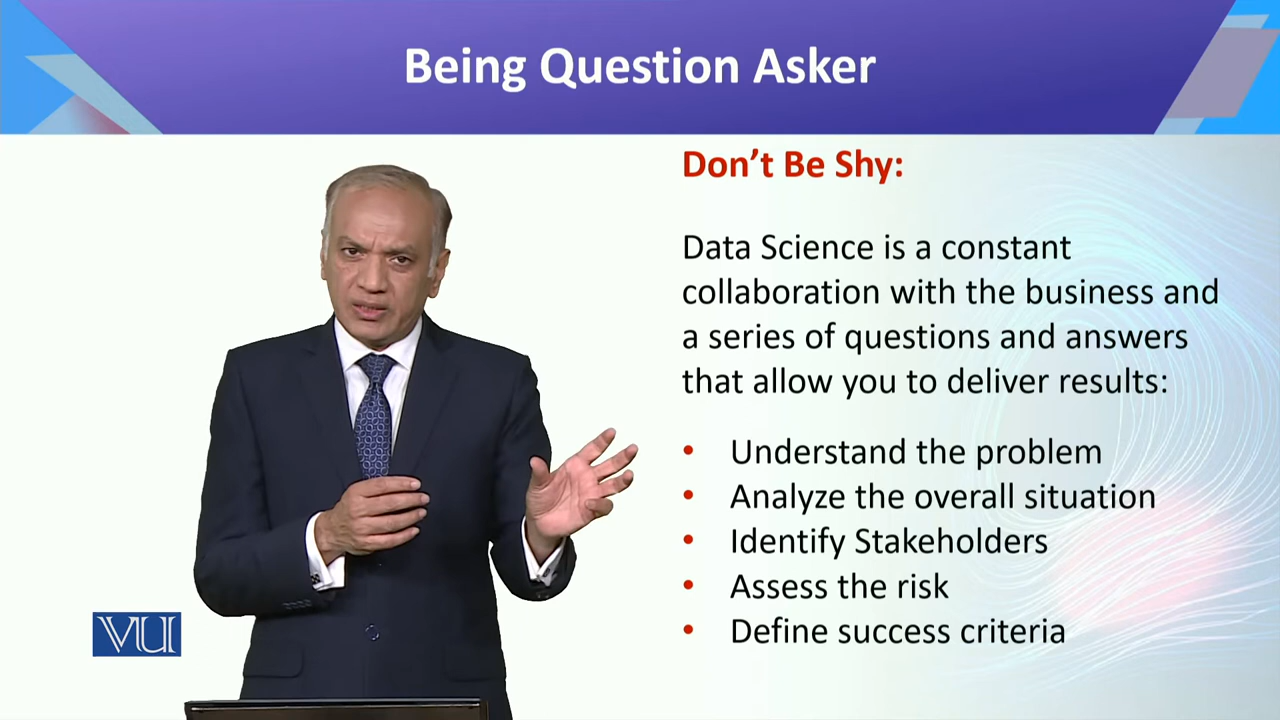 Being Question Asker
Don’t Be Shy:
Data Science is a constant
collaboration with the business and
a series of questions and answers
that allow you to deliver results:
• Understand the problem
• Analyze the overall situation
• Identify Stakeholders
• Assess the risk
• Define success criteria
VU